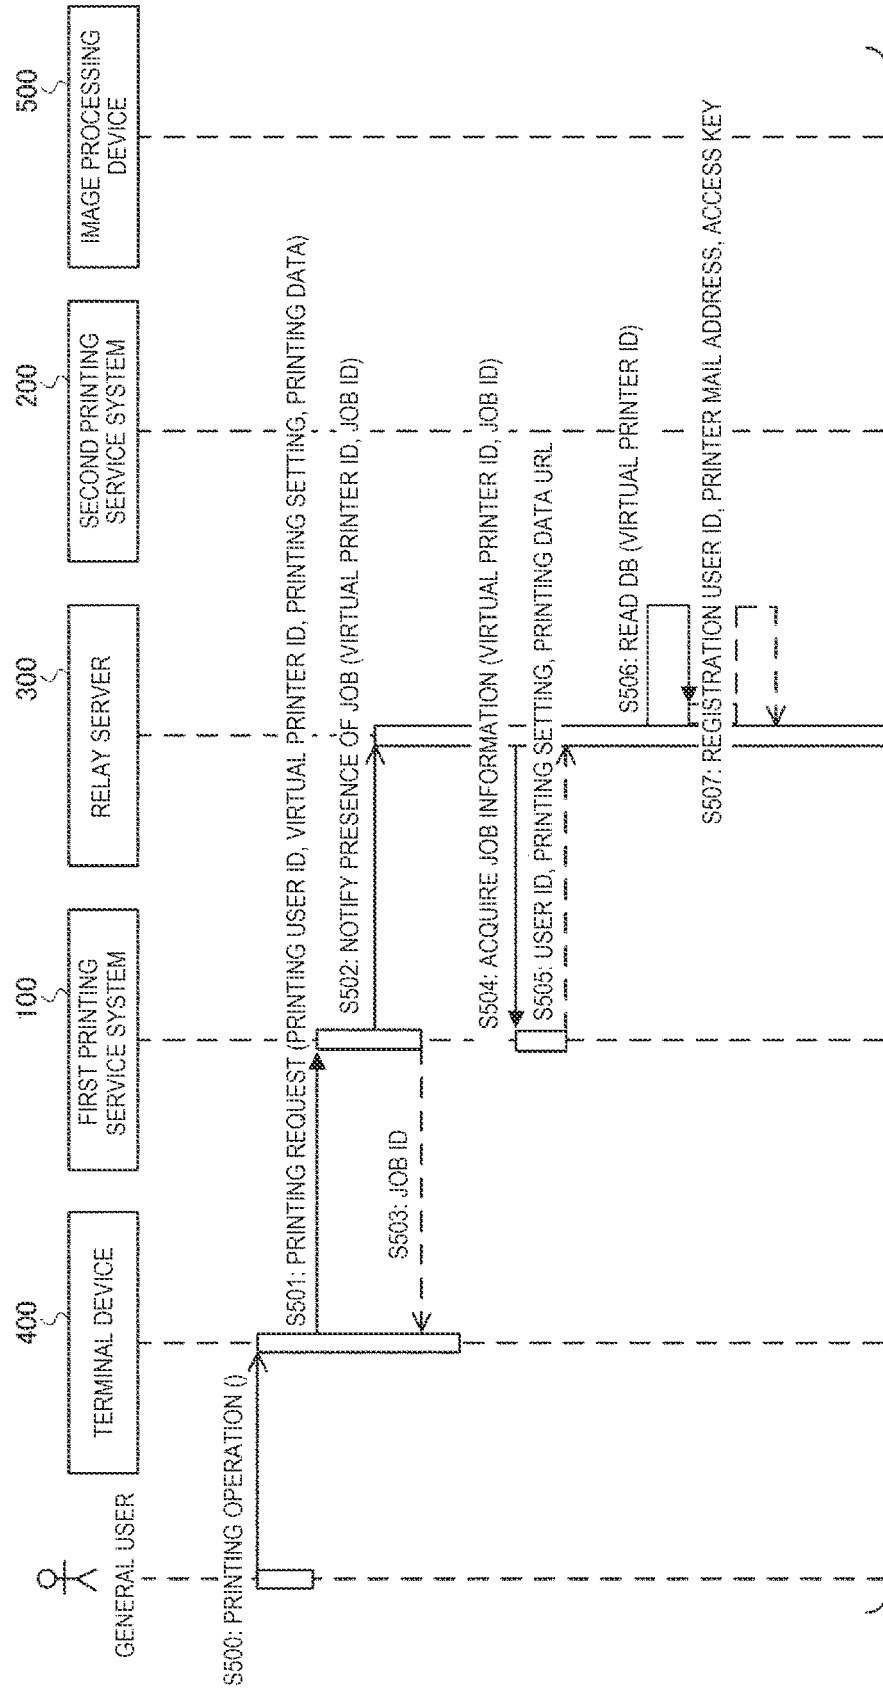 GENERAL USER
400
TERMINAL DEVICE
100
FIRST PRINTING
SERVICE SYSTEM
300
RELAY SERVER
200
SECOND PRINTING
SERVICE SYSTEM
500
IMAGE PROCESSING
DEVICE
S500: PRINTING OPERATION ()
S501: PRINTING REQUEST (PRINTING USER ID, VIRTUAL PRINTER ID, PRINTING SETTING, PRINTING DATA)
S502: NOTIFY PRESENCE OF JOB (VIRTUAL PRINTER ID, JOB ID)
S503: JOB ID
S504: ACQUIRE JOB INFORMATION (VIRTUAL PRINTER ID, JOB ID)
S505: USER ID, PRINTING SETTING, PRINTING DATA URL
S506: READ DB (VIRTUAL PRINTER ID)
S507: REGISTRATION USER ID, PRINTER MAIL ADDRESS, ACCESS KEY